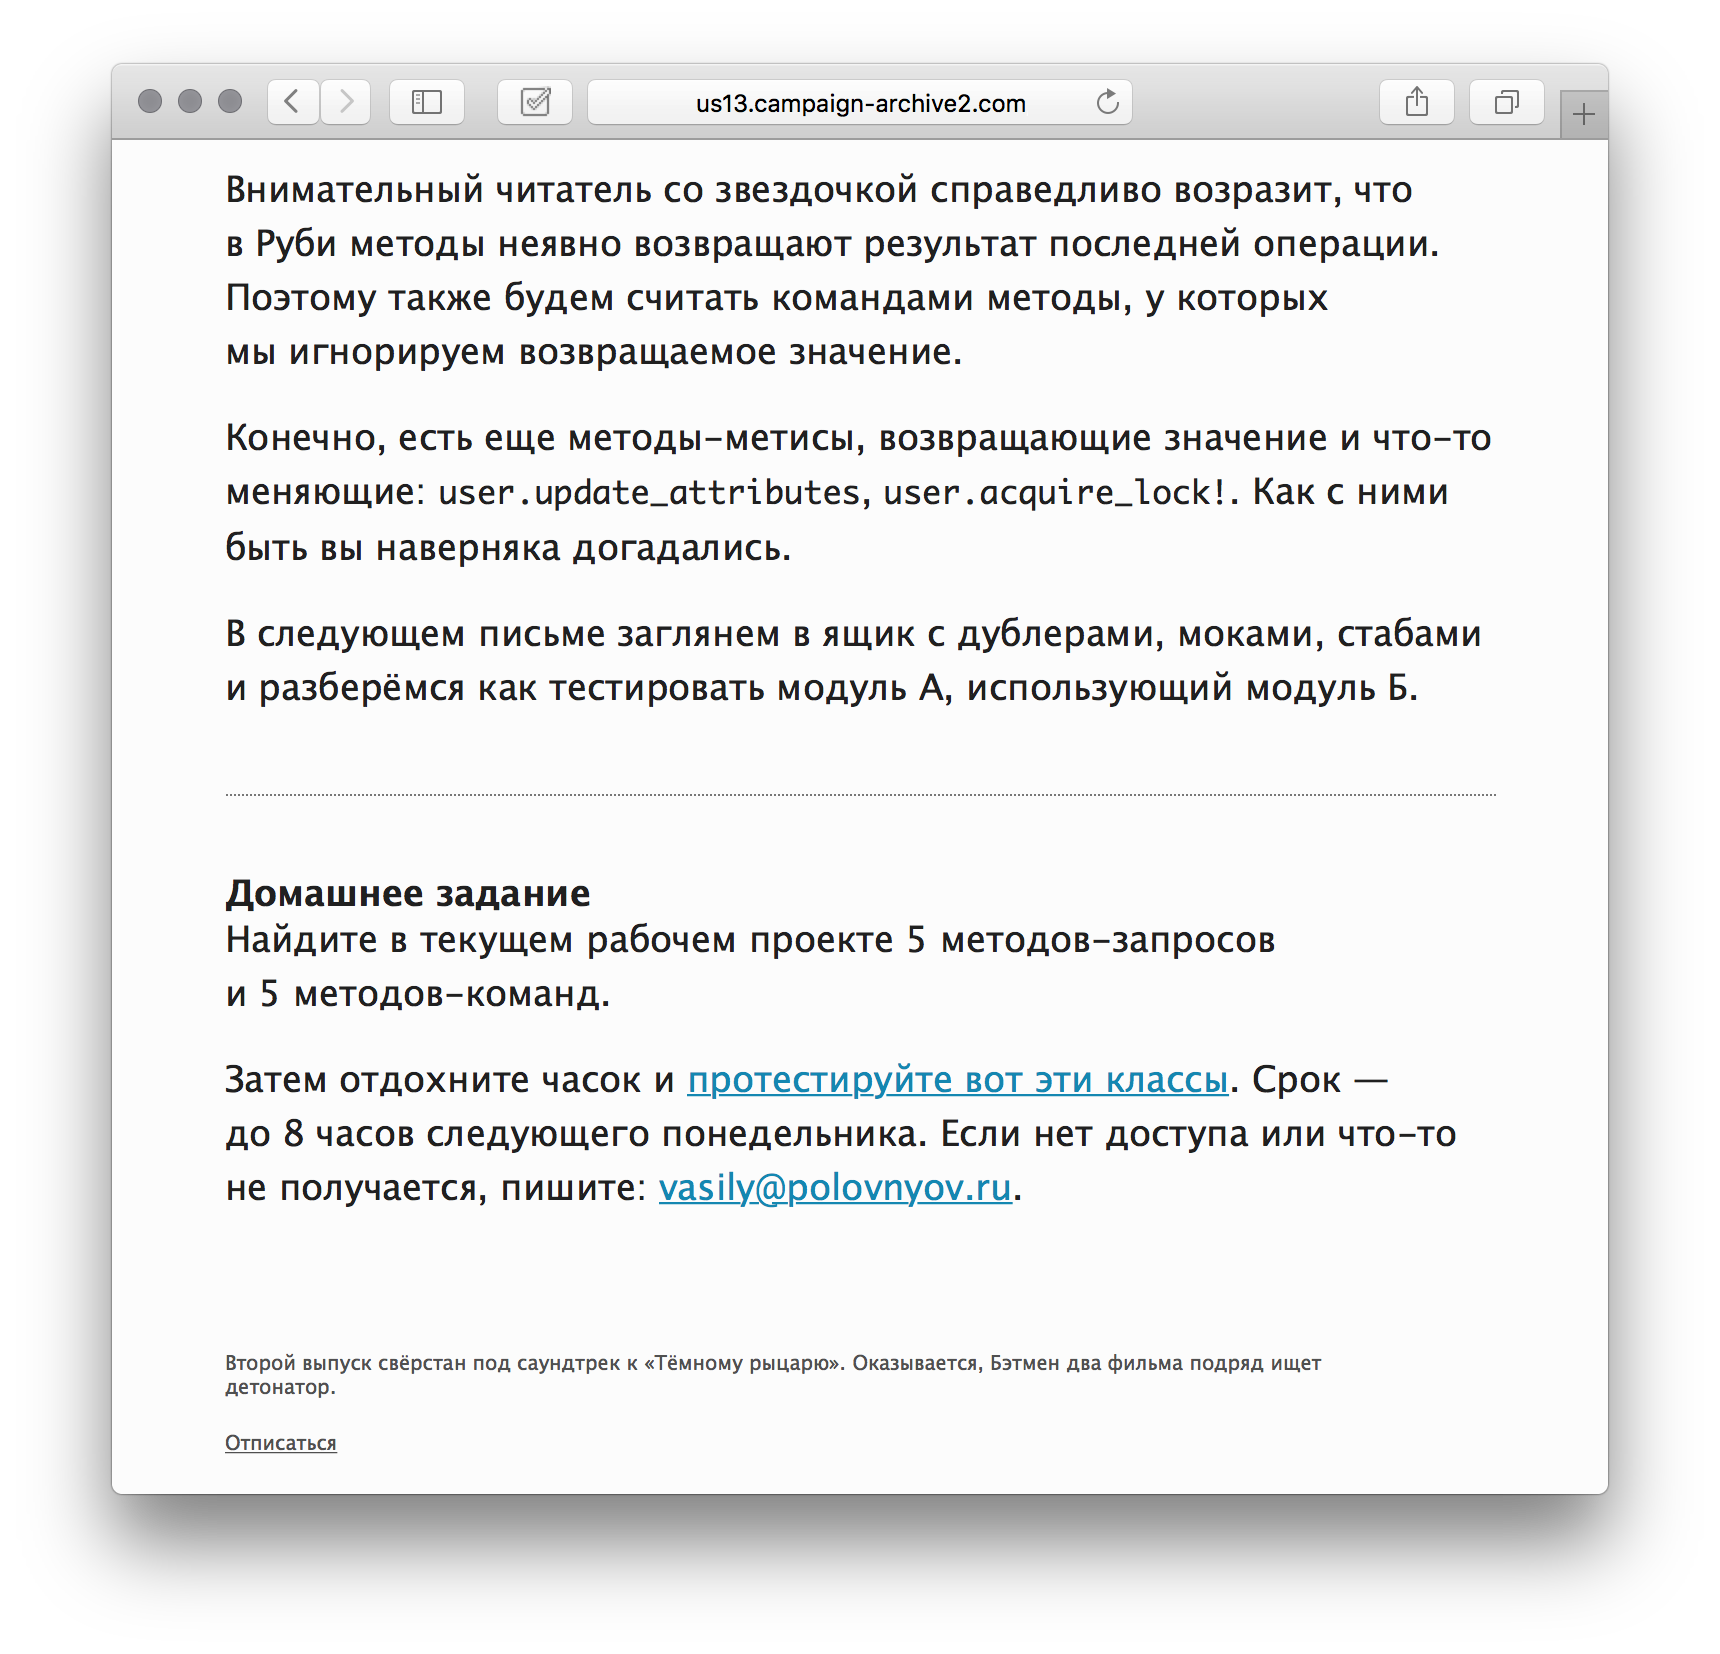 us13.campaign-archive2.com
Внимательный читатель со звездочкой справедливо возразит, что
в Руби методы неявно возвращают результат последней операции.
Поэтому также будем считать командами методы, у которых
мы игнорируем возвращаемое значение.
Конечно, есть еще методы-метисы, возвращающие значение и что-то
меняющие: user.update_attributes, user.acquire_lock!. Как с ними
быть вы наверняка догадались.
В следующем письме заглянем в ящик с дублерами, моками, стабами
и разберёмся как тестировать модуль А, использующий модуль Б.
Домашнее задание
Найдите в текущем рабочем проекте 5 методов-запросов
и 5 методов-команд.
Затем отдохните часок и протестируйте вот эти классы. Срок —
до 8 часов следующего понедельника. Если нет доступа или что-то
не получается, пишите: vasily@polovnyov.ru.
Второй выпуск свёрстан под саундтрек к «Тёмному рыцарю». Оказывается, Бэтмен два фильма подряд ищет
детонатор.
Отписаться